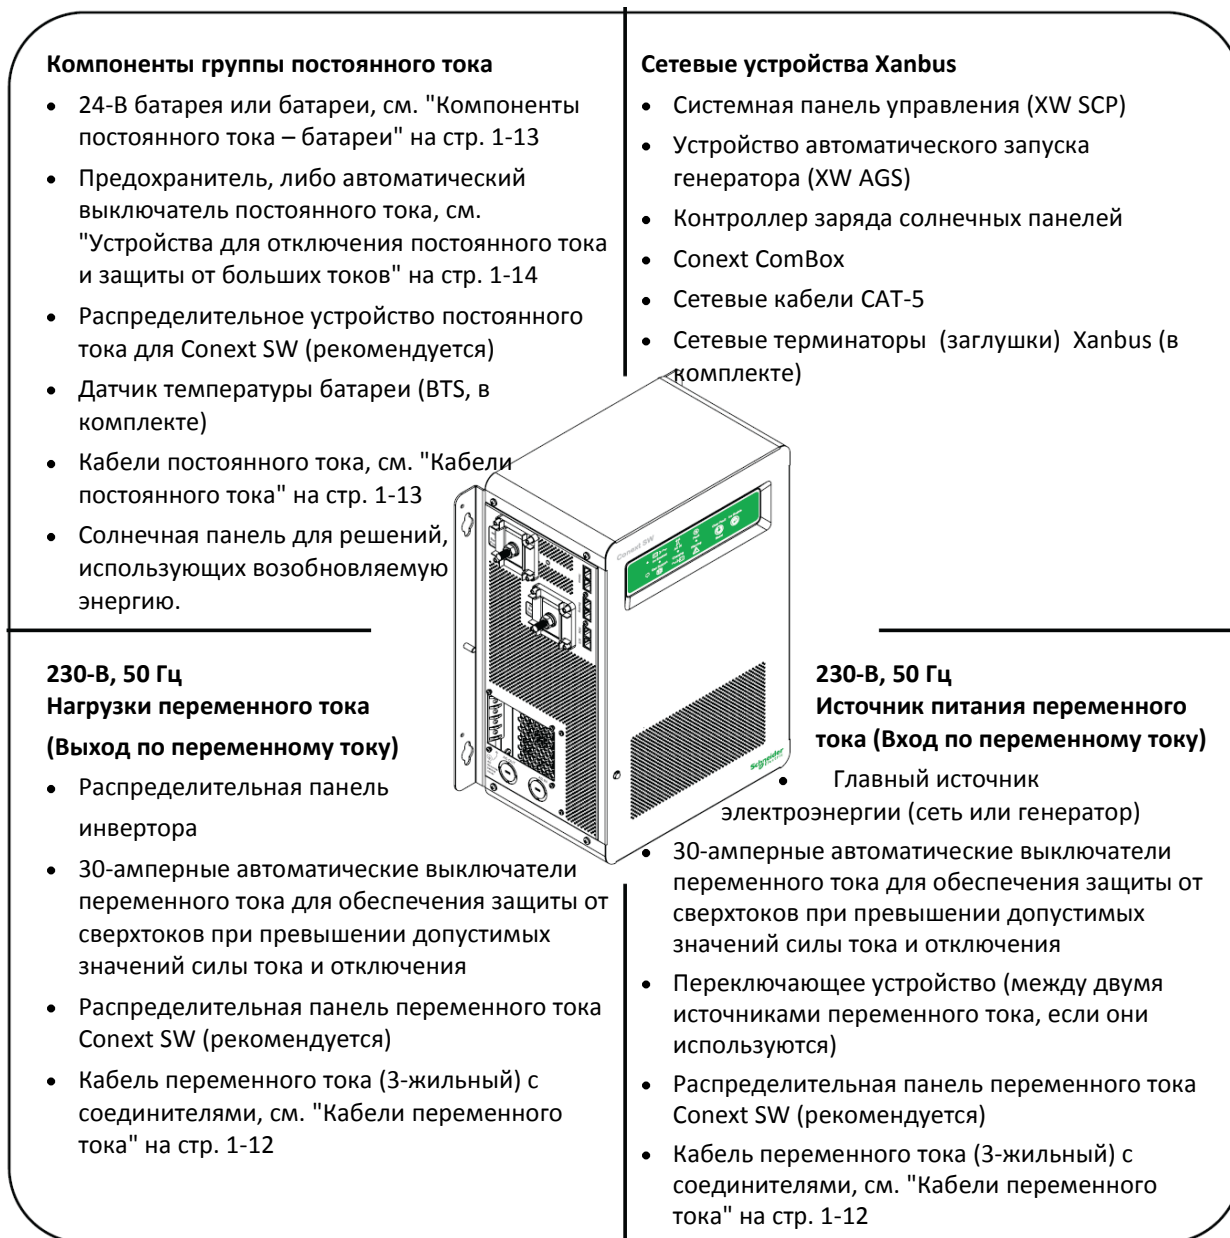 Компоненты группы постоянного тока
• 24-В батарея или батареи, см. "Компоненты
постоянного тока – батареи" на стр. 1-13
• Предохранитель, либо автоматический
выключатель постоянного тока, см.
"Устройства для отключения постоянного тока
и защиты от больших токов" на стр. 1-14
• Распределительное устройство постоянного
тока для Conext SW (рекомендуется)
• Датчик температуры батареи (BTS, в
комплекте)
• Кабели постоянного тока, см. "Кабели
постоянного тока" на стр. 1-13
• Солнечная панель для решений,
использующих возобновляемую
энергию.
Сетевые устройства Xanbus
• Системная панель управления (XW SCP)
• Устройство автоматического запуска
генератора (XW AGS)
• Контроллер заряда солнечных панелей
• Conext ComBox
• Сетевые кабели CAT-5
• Сетевые терминаторы (заглушки) Xanbus (в
комплекте)
Conext SW
Schneider
230-В, 50 Гц
Нагрузки переменного тока
(Выход по переменному току)
• Распределительная панель
инвертора
• 30-амперные автоматические выключатели
переменного тока для обеспечения защиты от
сверхтоков при превышении допустимых
значений силы тока и отключения
• Распределительная панель переменного тока
Conext SW (рекомендуется)
• Кабель переменного тока (3-жильный) с
соединителями, см. "Кабели переменного
тока" на стр. 1-12
230-В, 50 Гц
Источник питания переменного
тока (Вход по переменному току)
• Главный источник
электроэнергии (сеть или генератор)
• 30-амперные автоматические выключатели
переменного тока для обеспечения защиты от
сверхтоков при превышении допустимых
значений силы тока и отключения
• Переключающее устройство (между двумя
источниками переменного тока, если они
используются)
• Распределительная панель переменного тока
Conext SW (рекомендуется)
• Кабель переменного тока (3-жильный) с
соединителями, см. "Кабели переменного
тока" на стр. 1-12